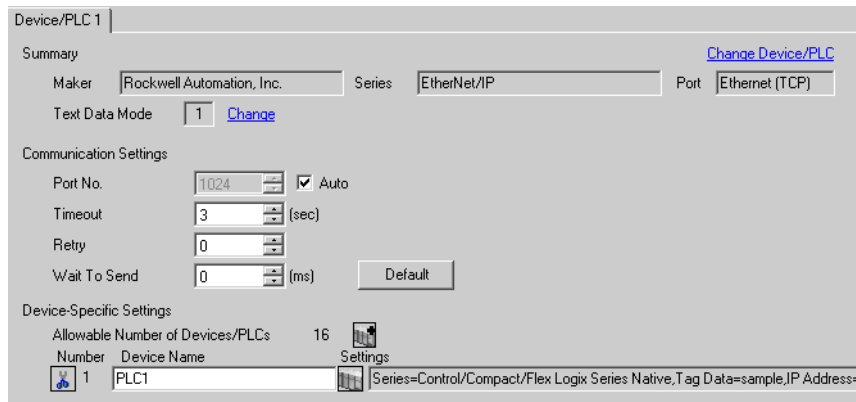 Device/PLC 1
Summary Change Device/PLC
Maker Rockwell Automation, Inc. Series EtherNet/IP Port Ethernet (TCP)
Text Data Mode 1 Change
Communication Settings
Port No. 1024 Auto
Timeout 3 (sec)
Retry 0
Wait To Send 0 (ms) Default
Device-Specific Settings
Allowable Number of Devices/PLCs 16
Number Device Name Settings
1 PLC1 Series=Control/Compact/Flex Logix Series Native,Tag Data=sample,IP Address=